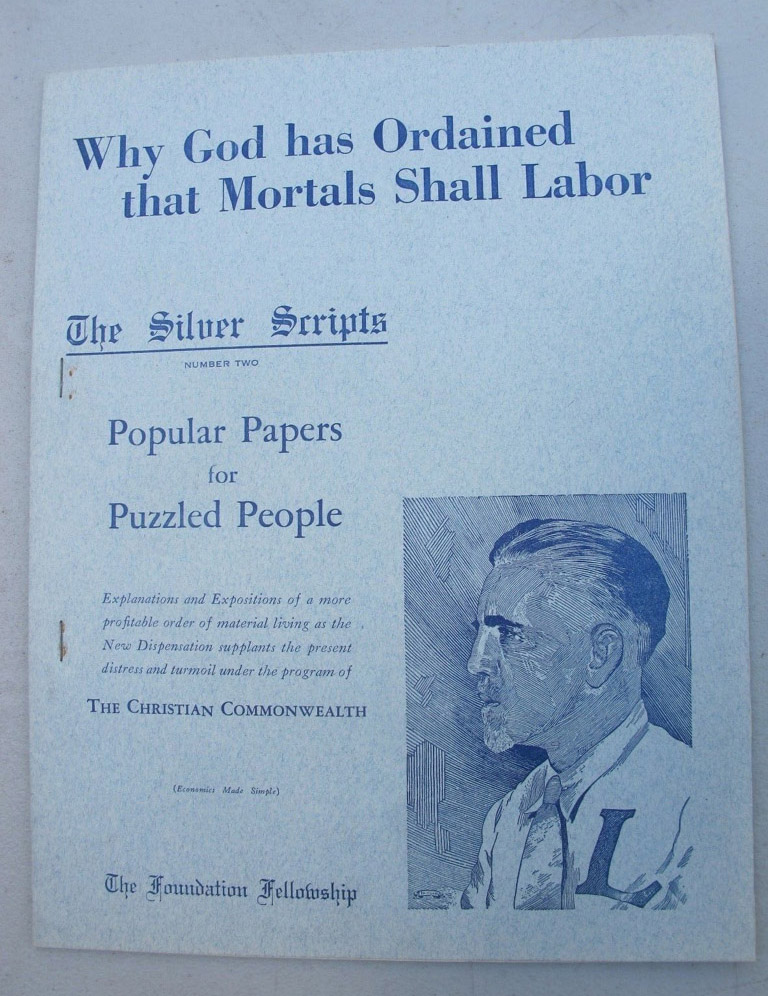 Why God has Ordained
that Mortals Shall Labor
The Silver Scripts
NUMBER TWO
Popular Papers
for
Puzzled People
Explanations and Expositions of a more
profitable order of material living as the
New Dispensation supplants the present
distress and turmoil under the program of
THE CHRISTIAN COMMONWEALTH
(Economics Made Simple)
The Foundation Fellowship
L